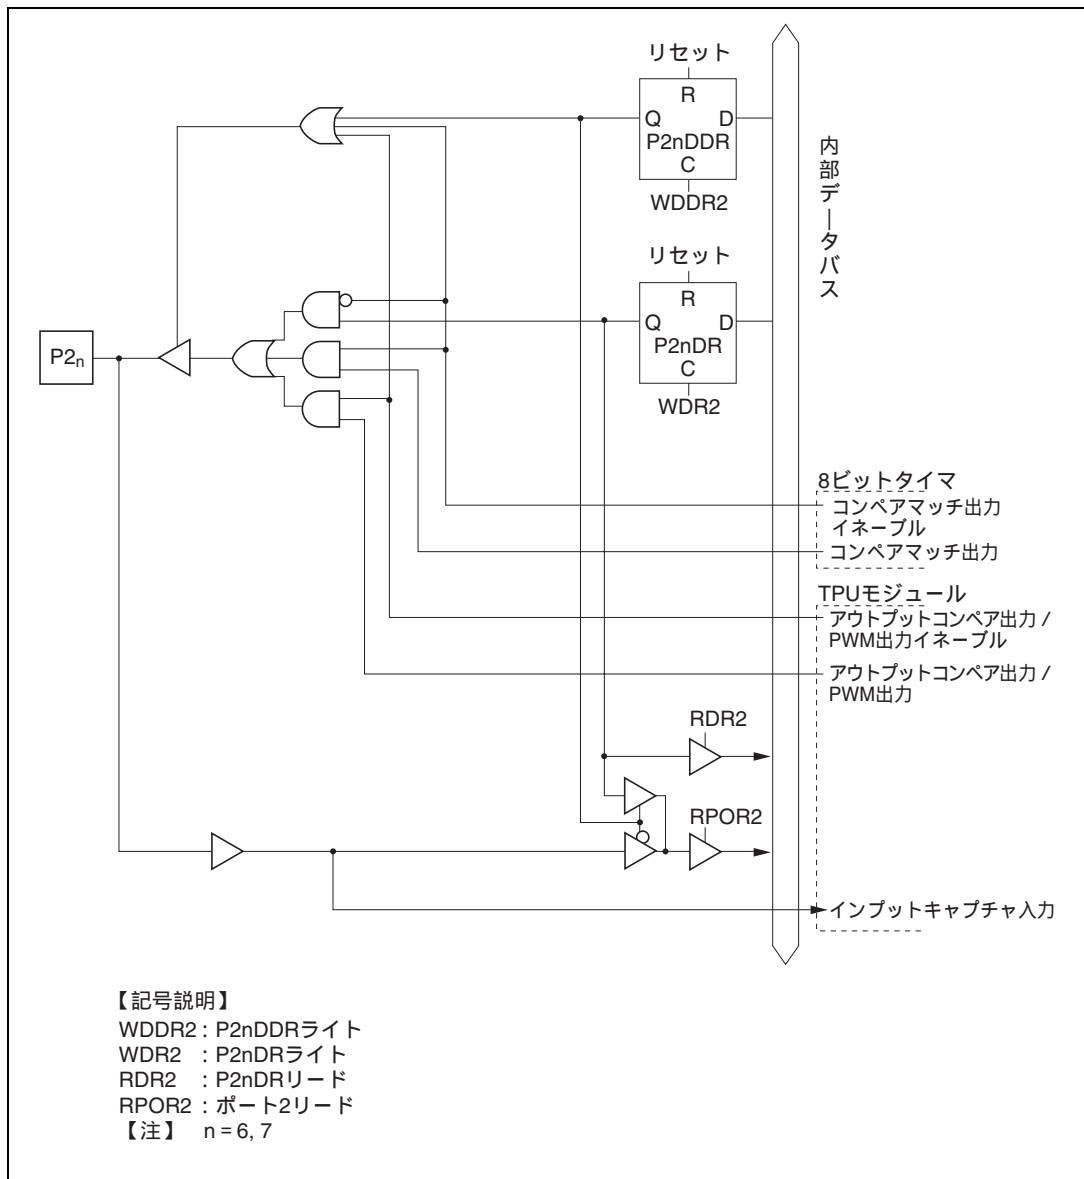 リセット
R
Q D
P2nDDR
C
WDDR2
内部データバス
リセット
R
Q D
P2nDR
C
WDR2
P2n
8ビットタイマ
コンペアマッチ出力
イネーブル
コンペアマッチ出力
TPUモジュール
アウトプットコンペア出力 /
PWM出力イネーブル
アウトプットコンペア出力 /
PWM出力
RDR2
RPOR2
インプットキャプチャ入力
【記号説明】
WDDR2 : P2nDDRライト
WDR2 : P2nDRライト
RDR2 : P2nDRリード
RPOR2 : ポート2リード
【注】 n = 6, 7